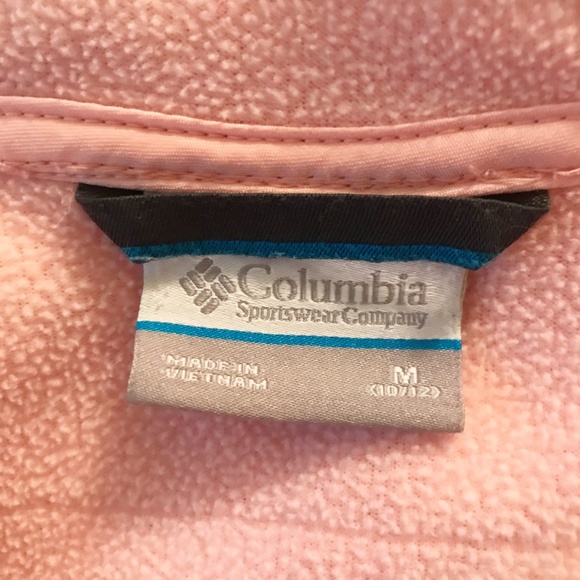 Columbia
Sportswear Company
MADE IN
VIETNAM
M
(10/12)